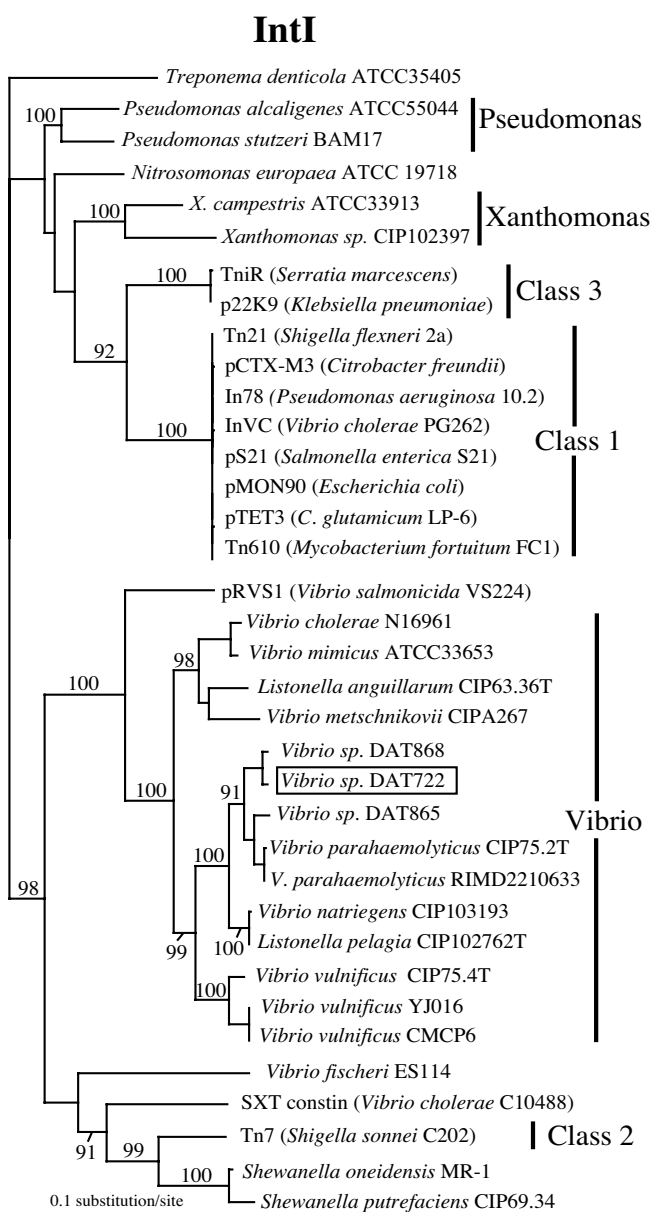 IntI
Treponema denticola ATCC35405
100
Pseudomonas alcaligenes ATCC55044
Pseudomonas
Pseudomonas stutzeri BAM17
Nitrosomonas europaea ATCC 19718
100
X. campestris ATCC33913
Xanthomonas
Xanthomonas sp. CIP102397
100
TniR (Serratia marcescens)
Class 3
p22K9 (Klebsiella pneumoniae)
Tn21 (Shigella flexneri 2a)
92
pCTX-M3 (Citrobacter freundii)
In78 (Pseudomonas aeruginosa 10.2)
InVC (Vibrio cholerae PG262)
100
Class 1
pS21 (Salmonella enterica S21)
pMON90 (Escherichia coli)
pTET3 (C. glutamicum LP-6)
Tn610 (Mycobacterium fortuitum FC1)
pRVS1 (Vibrio salmonicida VS224)
Vibrio cholerae N16961
98
Vibrio mimicus ATCC33653
100
Listonella anguillarum CIP63.36T
Vibrio metschnikovii CIPA267
Vibrio sp. DAT868
100
91
Vibrio sp. DAT722
Vibrio sp. DAT865
Vibrio
Vibrio parahaemolyticus CIP75.2T
100
V. parahaemolyticus RIMD2210633
98
Vibrio natriegens CIP103193
100
Listonella pelagia CIP102762T
99
Vibrio vulnificus CIP75.4T
100
Vibrio vulnificus YJ016
Vibrio vulnificus CMCP6
Vibrio fischeri ES114
SXT constin (Vibrio cholerae C10488)
91
99
Tn7 (Shigella sonnei C202)
Class 2
100
Shewanella oneidensis MR-1
Shewanella putrefaciens CIP69.34
0.1 substitution/site